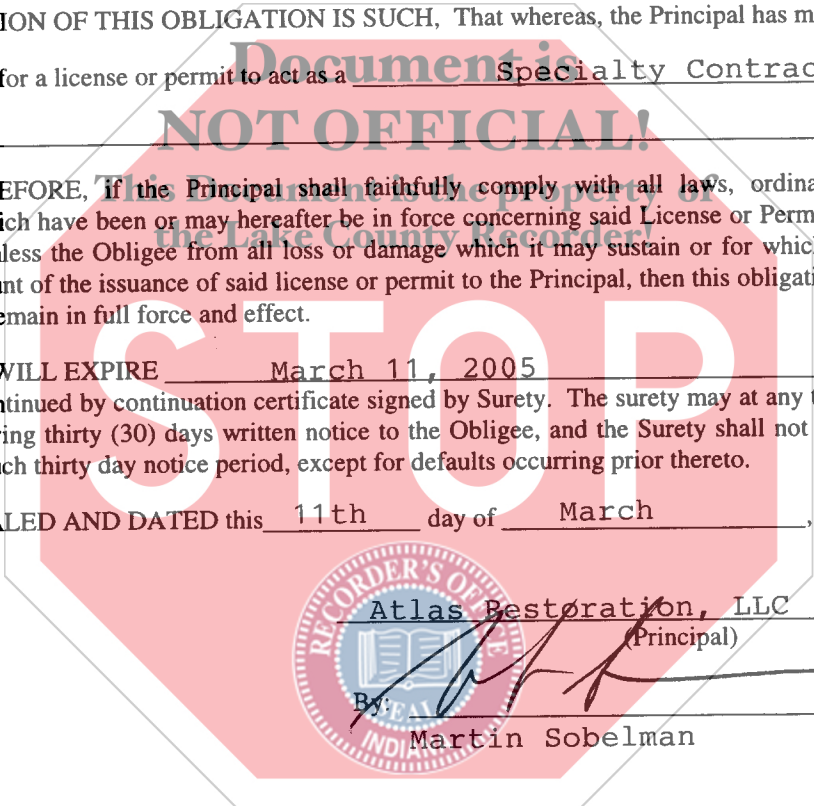 ION OF THIS OBLIGATION IS SUCH, That whereas, the Principal has m
for a license or permit to act as a Specialty Contrac
Document is
NOT OFFICIAL!
EFORE, if the Principal shall faithfully comply with all laws, ordina
This Document is the property of
ich have been or may hereafter be in force concerning said License or Perm
less the Obligee from all loss or damage which it may sustain or for which
the Lake County Recorder!
nt of the issuance of said license or permit to the Principal, then this obligati
emain in full force and effect.
STOP
WILL EXPIRE March 11, 2005
ntinued by continuation certificate signed by Surety. The surety may at any t
ring thirty (30) days written notice to the Obligee, and the Surety shall not
ch thirty day notice period, except for defaults occurring prior thereto.
LED AND DATED this 11th day of March ,
RECORDER'S OFFICE
Atlas Restoration, LLC
(Principal)
By:
SEAL
INDIANA
Martin Sobelman